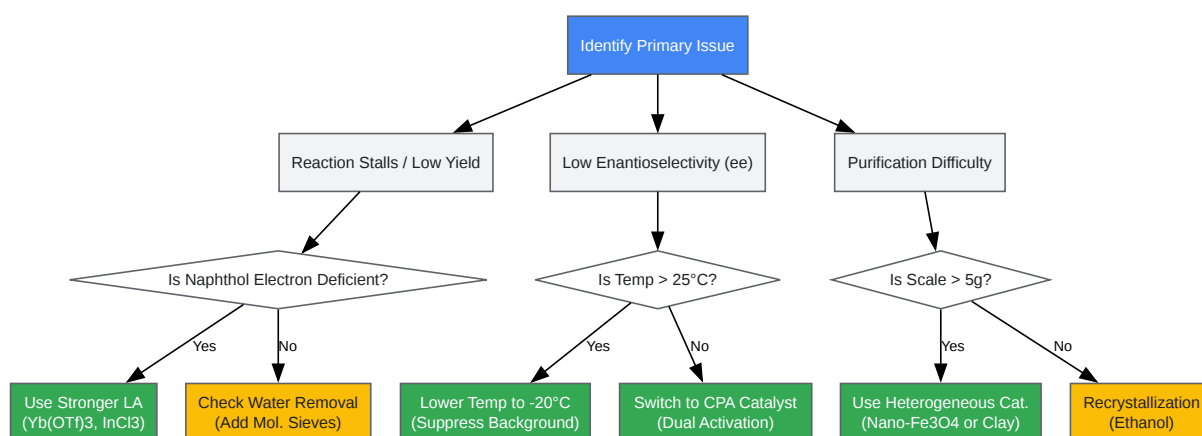 Identify Primary Issue
Reaction Stalls / Low Yield
Low Enantioselectivity (ee)
Purification Difficulty
Is Naphthol Electron Deficient?
Is Temp > 25°C?
Is Scale > 5g?
Yes
No
Yes
No
Yes
No
Use Stronger LA
(Yb(OTf)3, InCl3)
Check Water Removal
(Add Mol. Sieves)
Lower Temp to -20°C
(Suppress Background)
Switch to CPA Catalyst
(Dual Activation)
Use Heterogeneous Cat.
(Nano-Fe3O4 or Clay)
Recrystallization
(Ethanol)